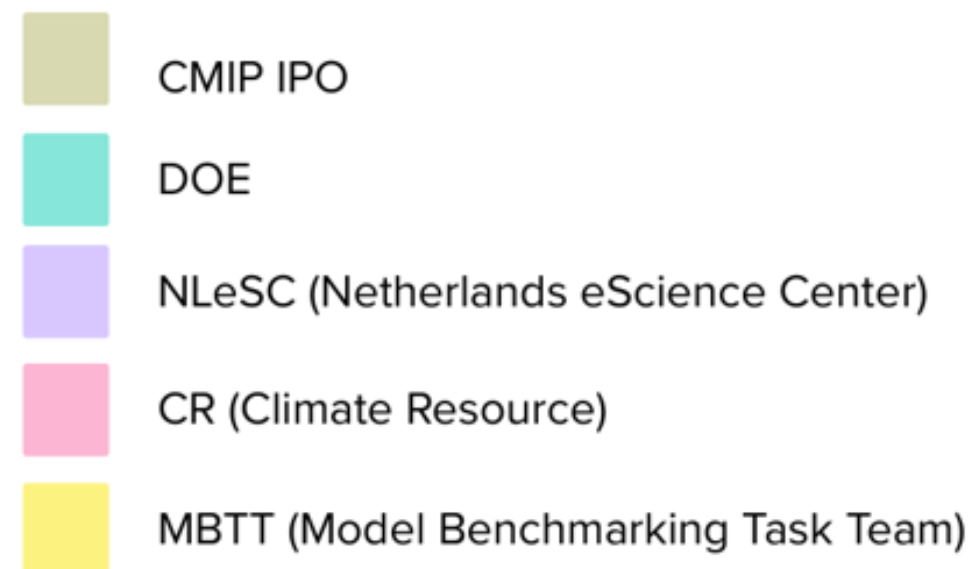 CMIP IPO
DOE
NLeSC (Netherlands eScience Center)
CR (Climate Resource)
MBTT (Model Benchmarking Task Team)